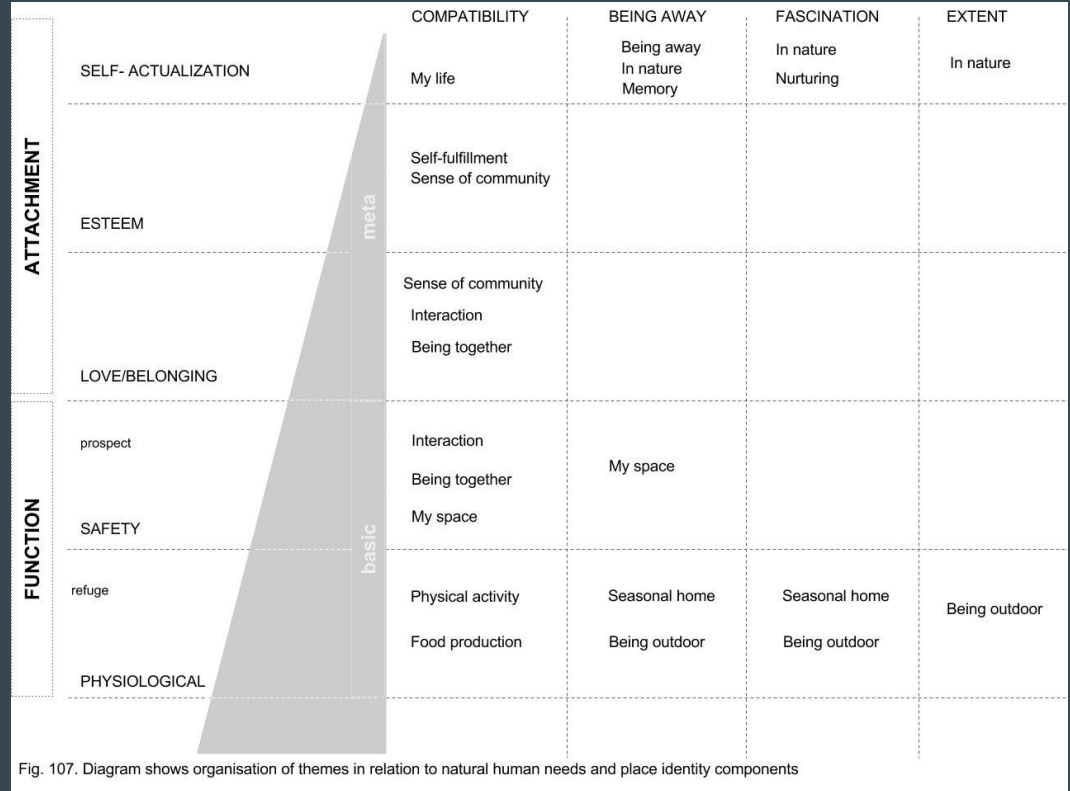 COMPATIBILITY BEING AWAY FASCINATION EXTENT
ATTACHMENT
SELF- ACTUALIZATION
My life
Being away
In nature
Memory
In nature
Nurturing
In nature
meta
ESTEEM
Self-fulfillment
Sense of community
LOVE/BELONGING
Sense of community
Interaction
Being together
FUNCTION
basic
prospect
SAFETY
Interaction
Being together
My space
My space
refuge
PHYSIOLOGICAL
Physical activity
Food production
Seasonal home
Being outdoor
Seasonal home
Being outdoor
Being outdoor
Fig. 107. Diagram shows organisation of themes in relation to natural human needs and place identity components